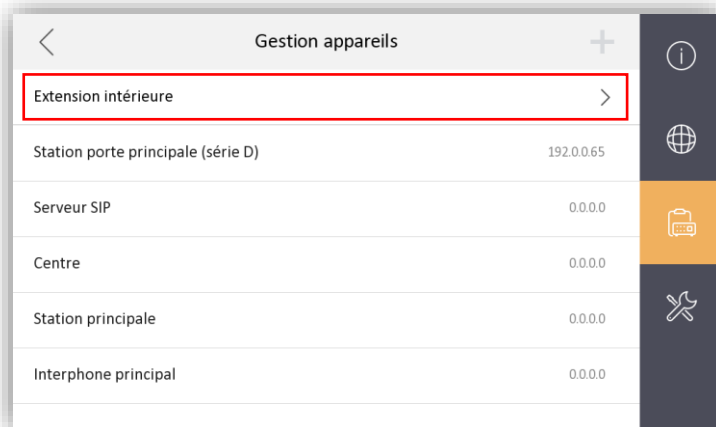 Gestion appareils
Extension intérieure
Station porte principale (série D) 192.0.0.65
Serveur SIP 0.0.0.0
Centre 0.0.0.0
Station principale 0.0.0.0
Interphone principal 0.0.0.0